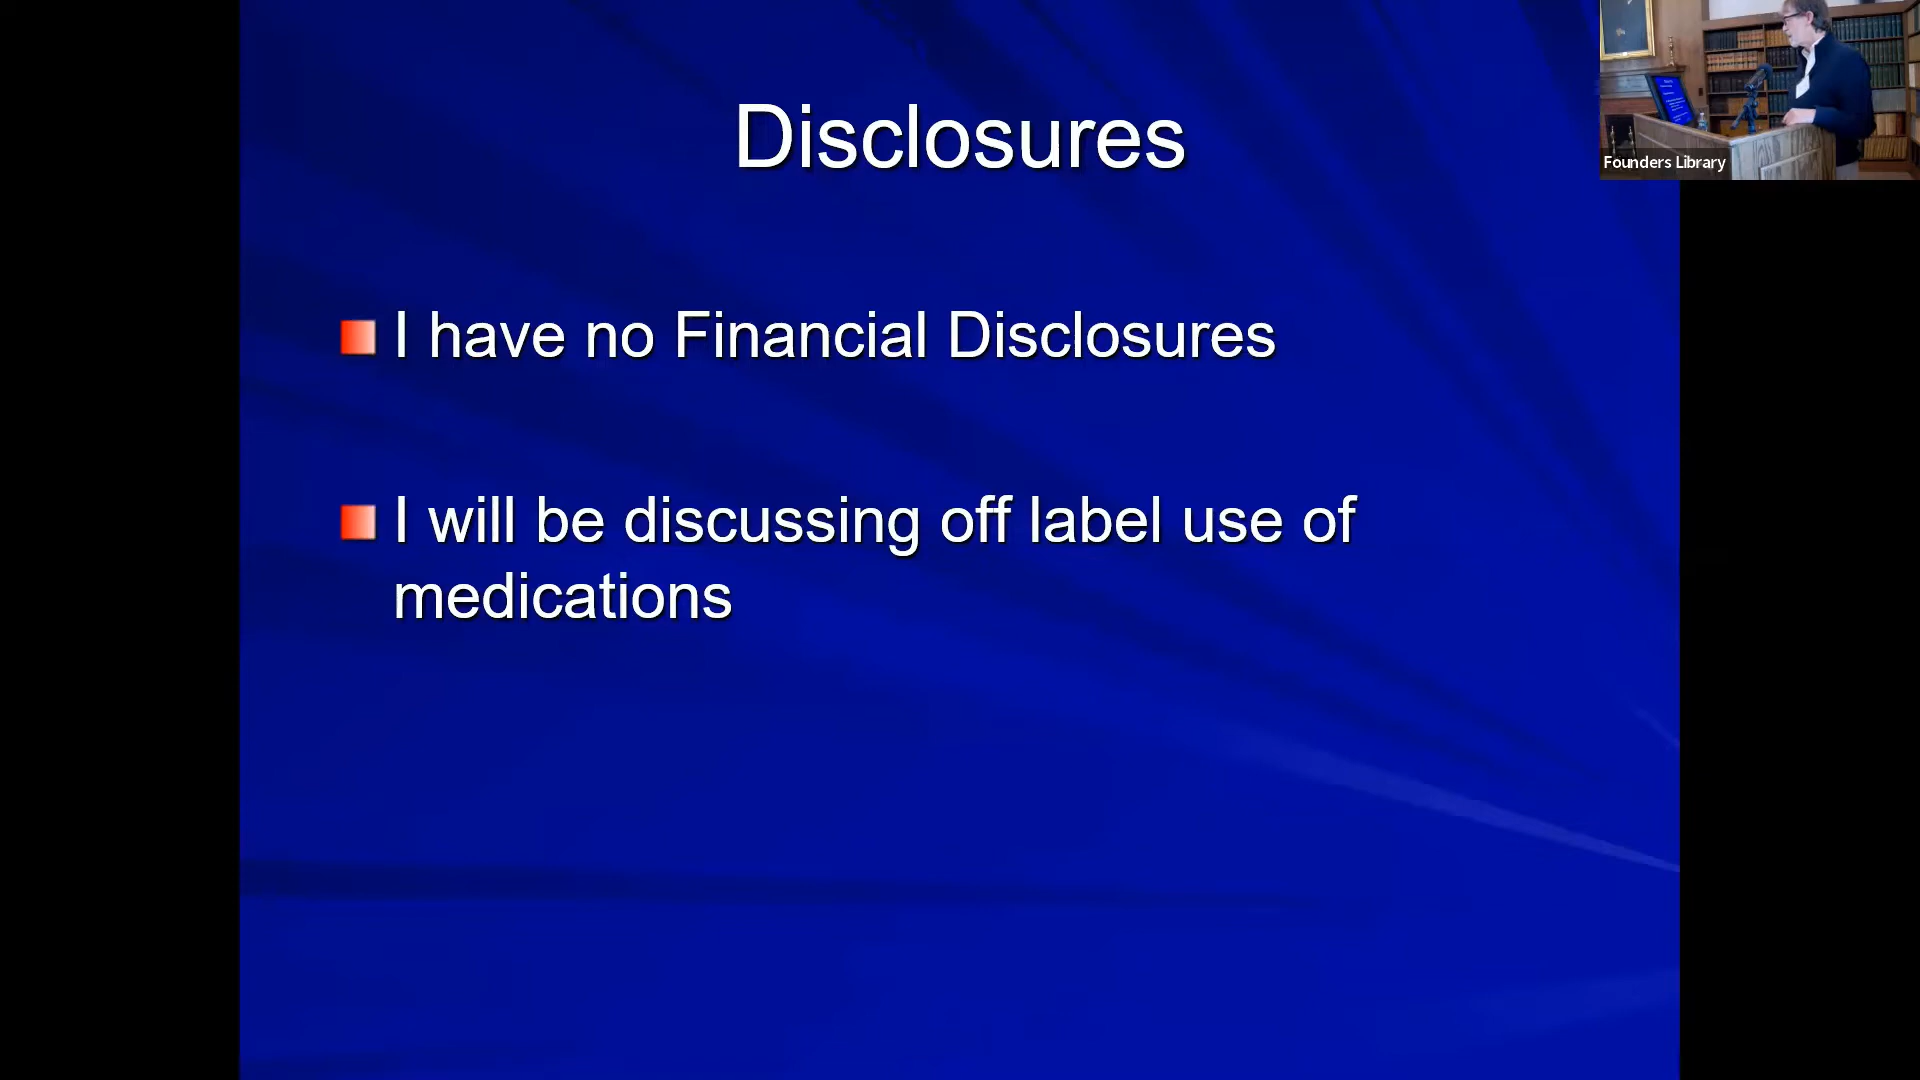 Disclosures
I have no Financial Disclosures
I will be discussing off label use of
medications
Founders Library